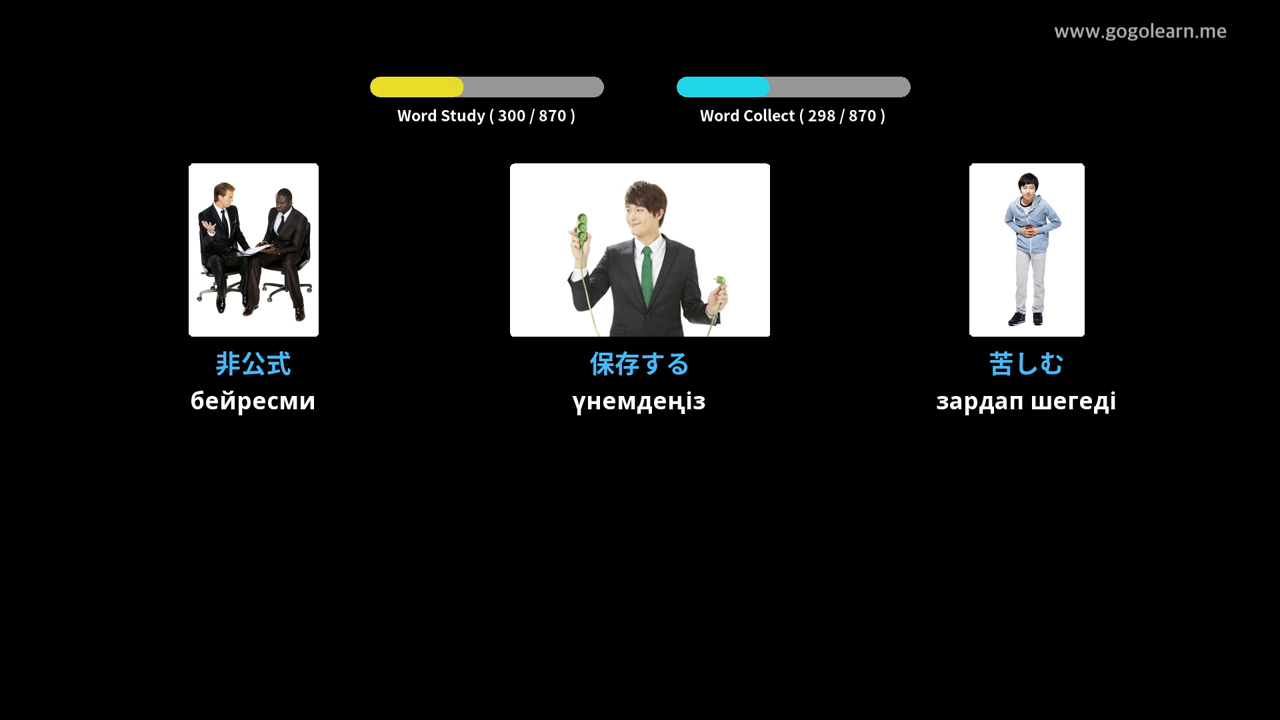 www.gogolearn.me
Word Study ( 300 / 870 )
Word Collect ( 298 / 870 )
非公式
бейресми
保存する
үнемдеңіз
苦しむ
зардап шегеді